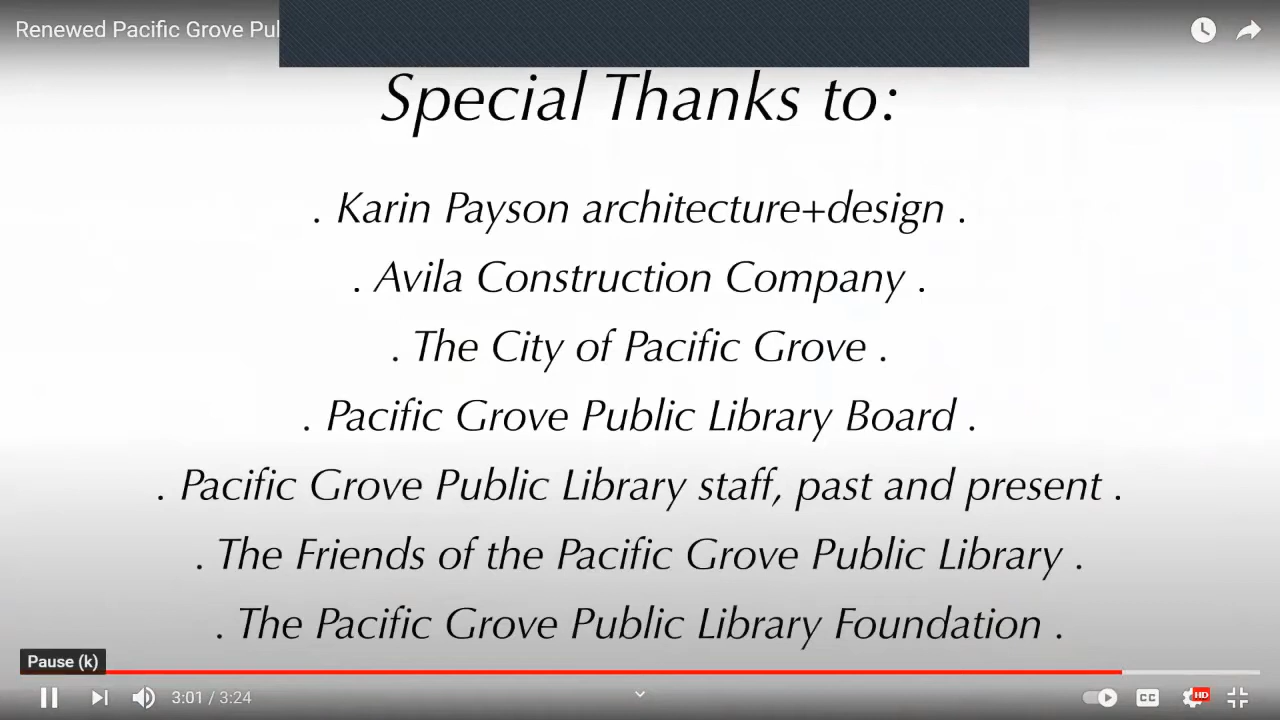 Renewed Pacific Grove
Special Thanks to:
. Karin Payson architecture+design .
. Avila Construction Company .
. The City of Pacific Grove .
. Pacific Grove Public Library Board .
. Pacific Grove Public Library staff, past and present .
. The Friends of the Pacific Grove Public Library .
. The Pacific Grove Public Library Foundation .
Pause (k)
3:01 / 3:24
CC
HD